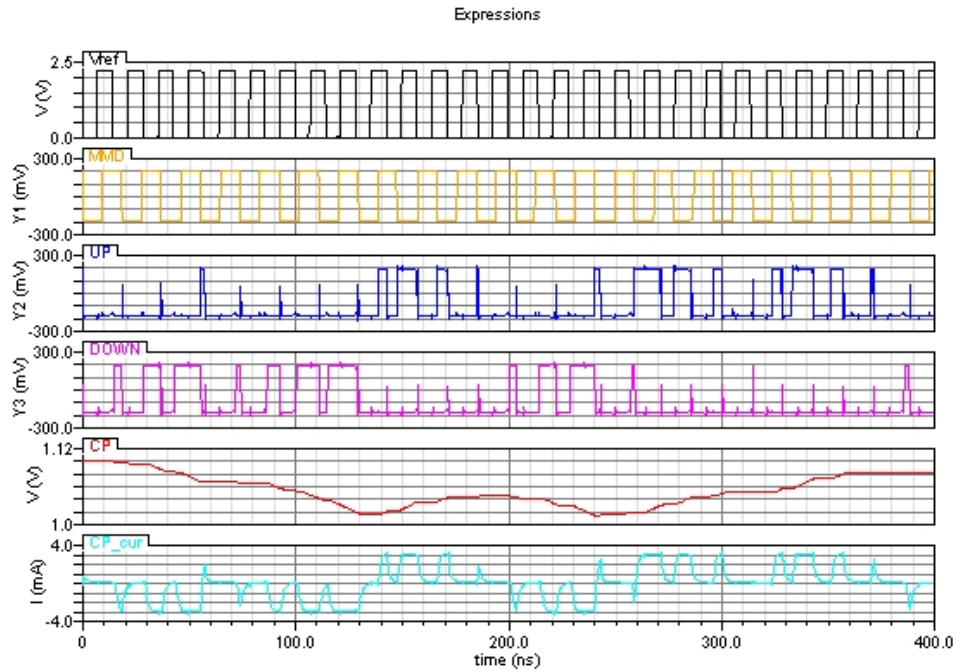 Expressions
Vref
2.5
V (V)
0.0
MMD
300.0
Y1 (mV)
-300.0
UP
300.0
Y2 (mV)
-300.0
DOWN
300.0
Y3 (mV)
-300.0
CP
1.12
V (V)
1.0
CP_cur
4.0
I (mA)
-4.0
0 100.0 200.0 300.0 400.0
time (ns)